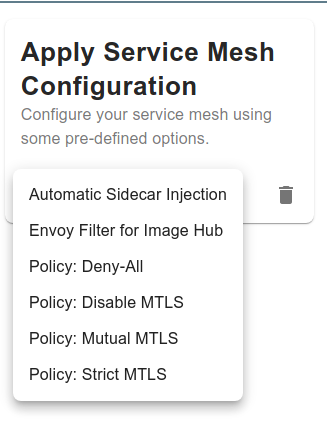 Apply Service Mesh
Configuration
Configure your service mesh using
some pre-defined options.
Automatic Sidecar Injection
Envoy Filter for Image Hub
Policy: Deny-All
Policy: Disable MTLS
Policy: Mutual MTLS
Policy: Strict MTLS